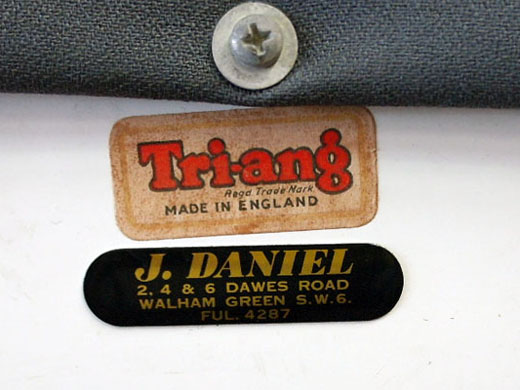 Tri-ang
Regd Trade Mark
MADE IN ENGLAND
J. DANIEL
2, 4 & 6 DAWES ROAD
WALHAM GREEN S.W.6.
FUL. 4287